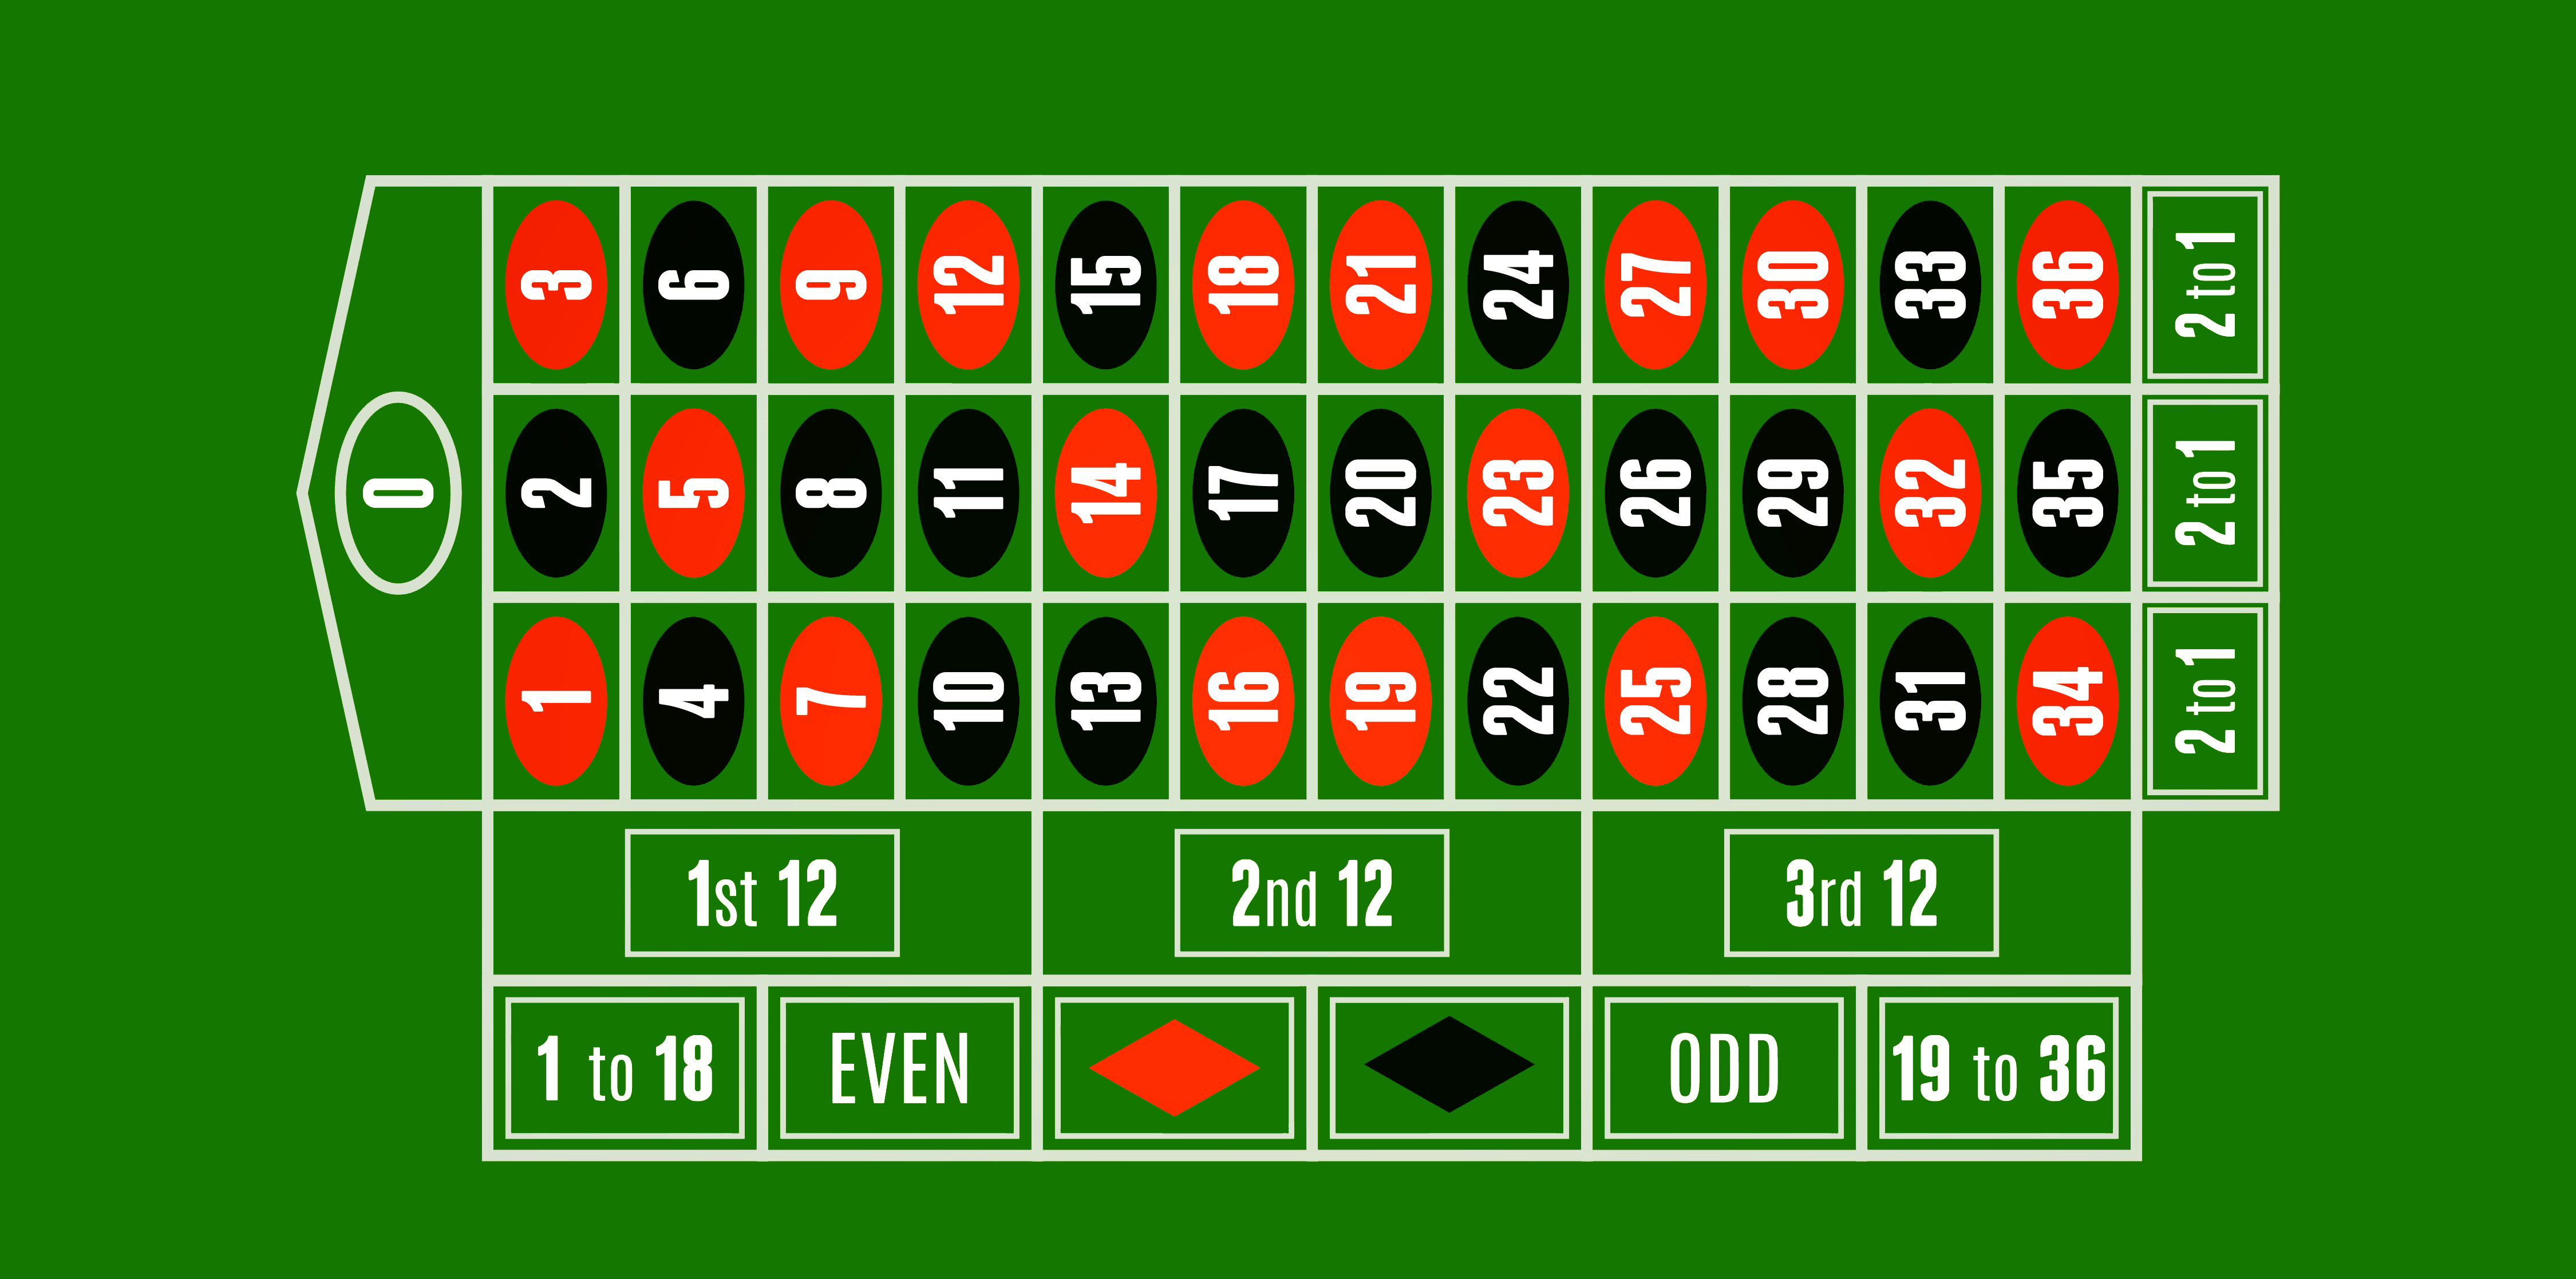 3 6 9 12 15 18 21 24 27 30 33 36 2 to 1
0 2 5 8 11 14 17 20 23 26 29 32 35 2 to 1
1 4 7 10 13 16 19 22 25 28 31 34 2 to 1
1st 12 2nd 12 3rd 12
1 to 18 EVEN ODD 19 to 36